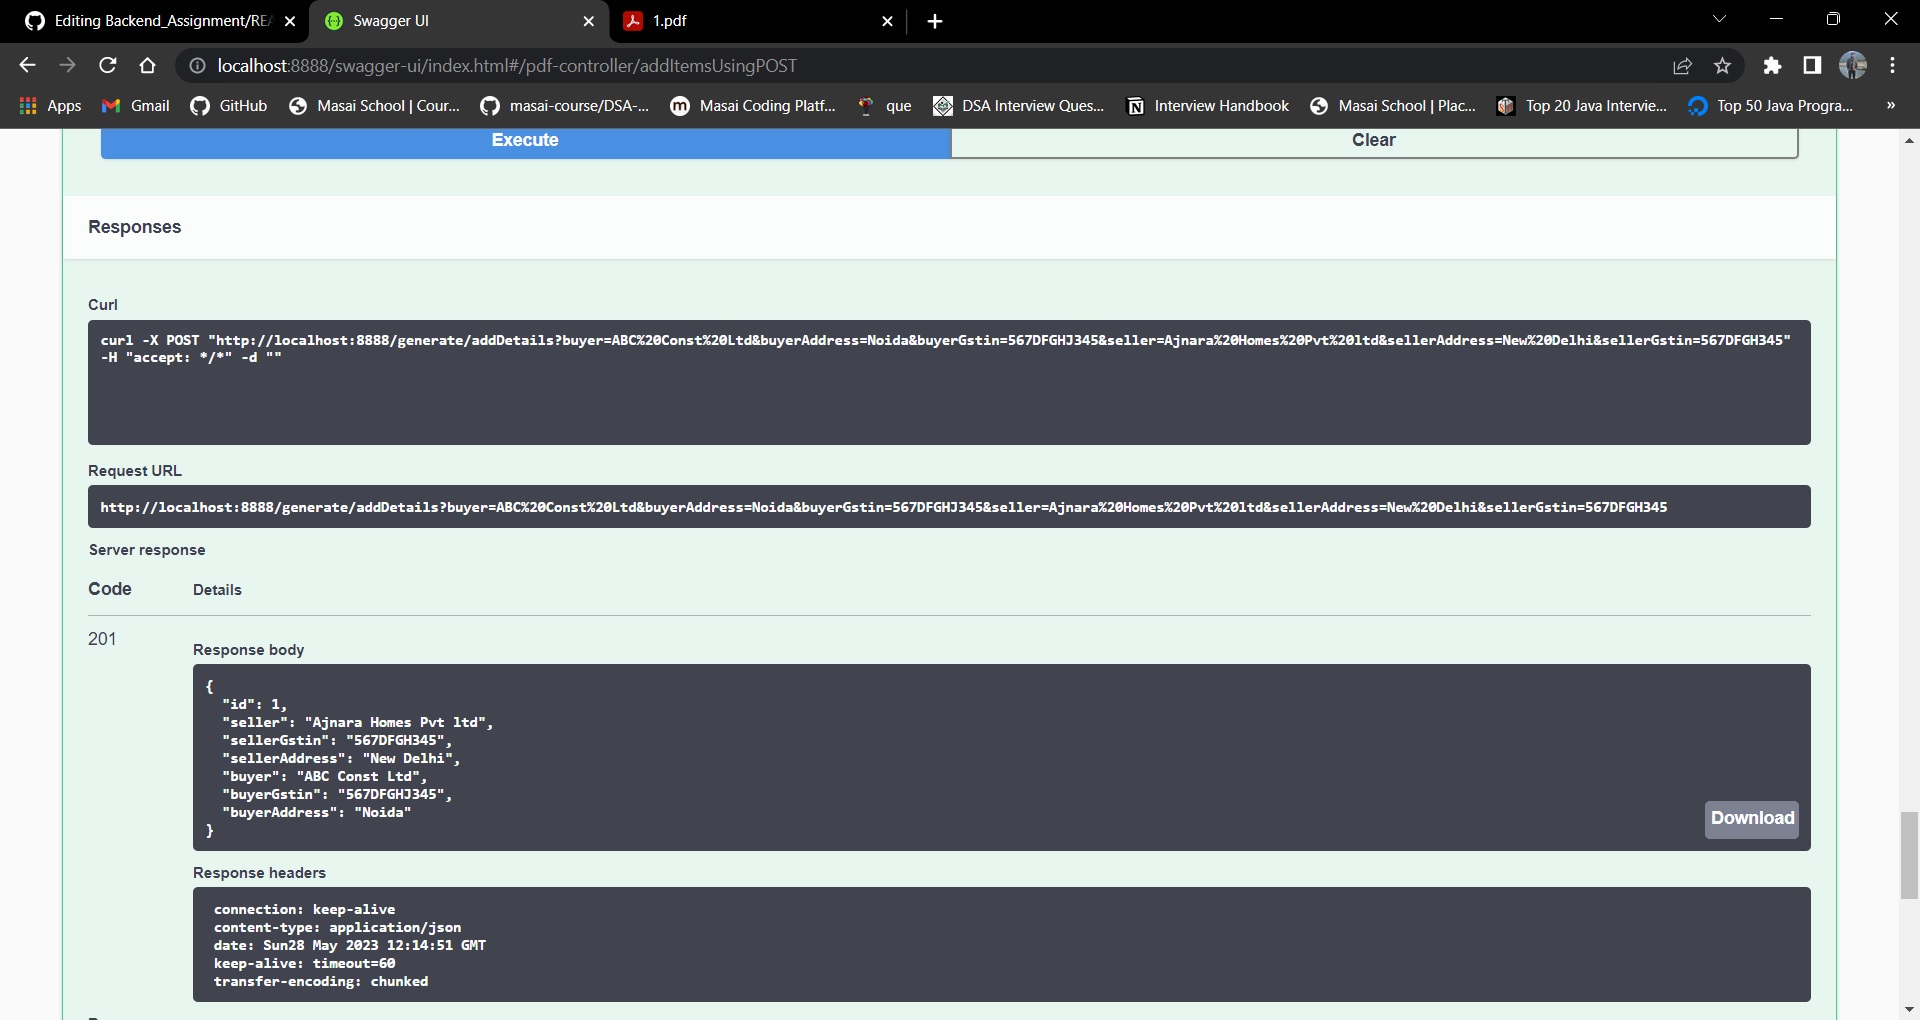 Editing Backend_Assignment/REA
Swagger UI
1.pdf
localhost:8888/swagger-ui/index.html#/pdf-controller/addItemsUsingPOST
Apps
Gmail
GitHub
Masai School | Cour...
masai-course/DSA-...
Masai Coding Platf...
que
DSA Interview Ques...
Interview Handbook
Masai School | Plac...
Top 20 Java Intervie...
Top 50 Java Progra...
»
Execute
Clear
Responses
Curl
curl -X POST "http://localhost:8888/generate/addDetails?buyer=ABC%20Const%20Ltd&buyerAddress=Noida&buyerGstin=567DFGHJ345&seller=Ajnara%20Homes%20Pvt%20ltd&sellerAddress=New%20Delhi&sellerGstin=567DFGH345"
-H "accept: */*" -d ""
Request URL
http://localhost:8888/generate/addDetails?buyer=ABC%20Const%20Ltd&buyerAddress=Noida&buyerGstin=567DFGHJ345&seller=Ajnara%20Homes%20Pvt%20ltd&sellerAddress=New%20Delhi&sellerGstin=567DFGH345
Server response
Code
Details
201
Response body
{
"id": 1,
"seller": "Ajnara Homes Pvt ltd",
"sellerGstin": "567DFGH345",
"sellerAddress": "New Delhi",
"buyer": "ABC Const Ltd",
"buyerGstin": "567DFGHJ345",
"buyerAddress": "Noida"
}
Download
Response headers
connection: keep-alive
content-type: application/json
date: Sun28 May 2023 12:14:51 GMT
keep-alive: timeout=60
transfer-encoding: chunked